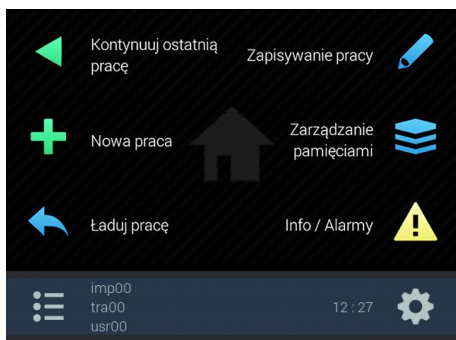 Kontynuuj ostatnią
pracę
Zapisywanie pracy
Nowa praca
Zarządzanie
pamięciami
Ładuj pracę
Info / Alarmy
imp00
tra00
usr00
12 : 27